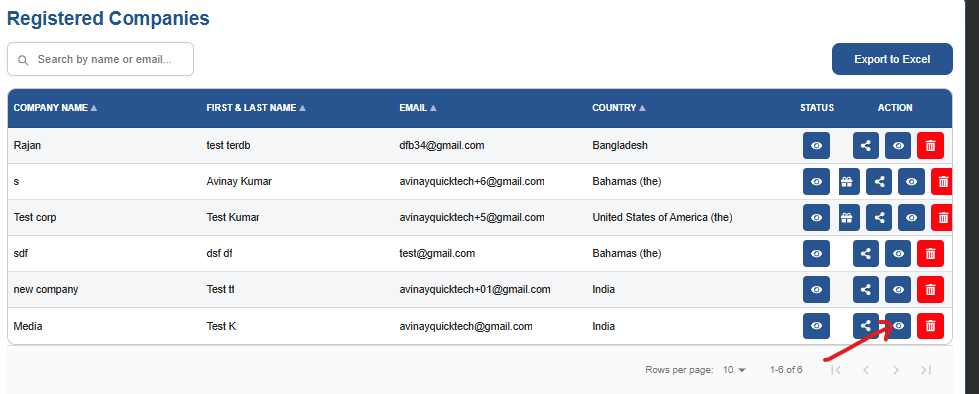 Registered Companies
Search by name or email...
Export to Excel
COMPANY NAME FIRST & LAST NAME EMAIL COUNTRY STATUS ACTION
Rajan test terdb dfb34@gmail.com Bangladesh
s Avinay Kumar avinayquicktech+6@gmail.com Bahamas (the)
Test corp Test Kumar avinayquicktech+5@gmail.com United States of America (the)
sdf dsf df test@gmail.com Bahamas (the)
new company Test tt avinayquicktech+01@gmail.com India
Media Test K avinayquicktech@gmail.com India
Rows per page: 10 1-6 of 6